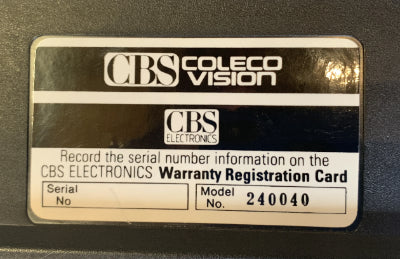 CBS COLECO
VISION
CBS
ELECTRONICS
Record the serial number information on the
CBS ELECTRONICS Warranty Registration Card
Serial
No
Model
No. 240040